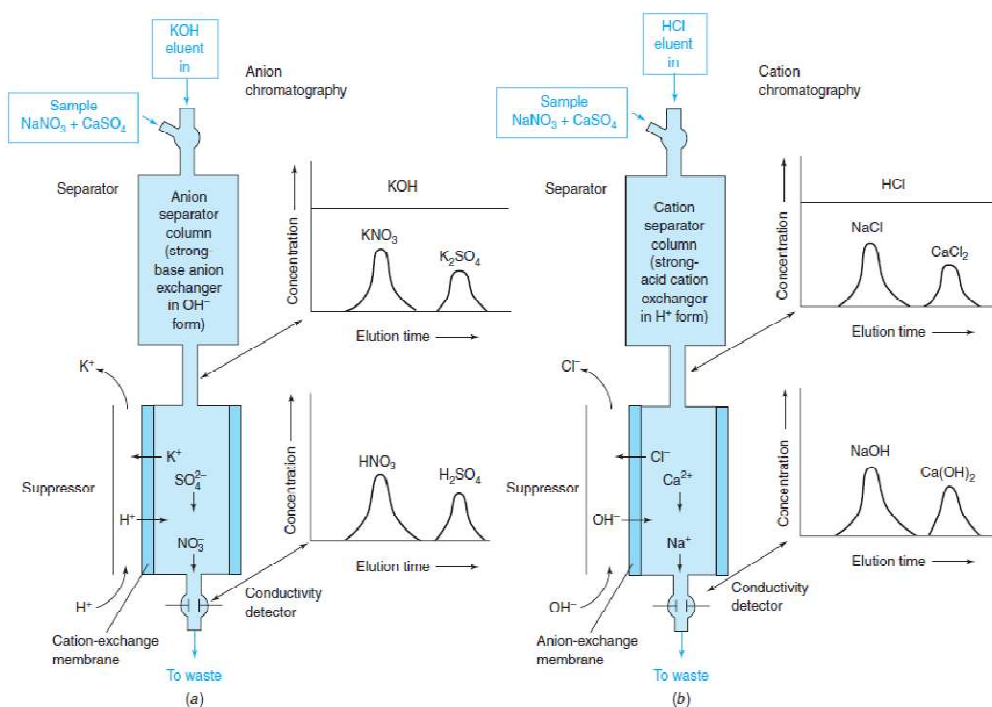 KOH
eluent
in
Anion
chromatography
Sample
NaNO₃ + CaSO₄
Separator
Anion
separator
column
(strong-
base anion
exchanger
in OH⁻
form)
Concentration
KOH
KNO₃
K₂SO₄
Elution time
K⁺
Suppressor
K⁺
SO₄²⁻
H⁺
NO₃⁻
H⁺
Concentration
HNO₃
H₂SO₄
Elution time
Conductivity
detector
Cation-exchange
membrane
To waste
(a)
HCl
eluent
in
Cation
chromatography
Sample
NaNO₃ + CaSO₄
Separator
Cation
separator
column
(strong-
acid cation
exchanger
in H⁺ form)
Concentration
HCl
NaCl
CaCl₂
Elution time
Cl⁻
Suppressor
Cl⁻
Ca²⁺
OH⁻
Na⁺
OH⁻
Concentration
NaOH
Ca(OH)₂
Elution time
Conductivity
detector
Anion-exchange
membrane
To waste
(b)